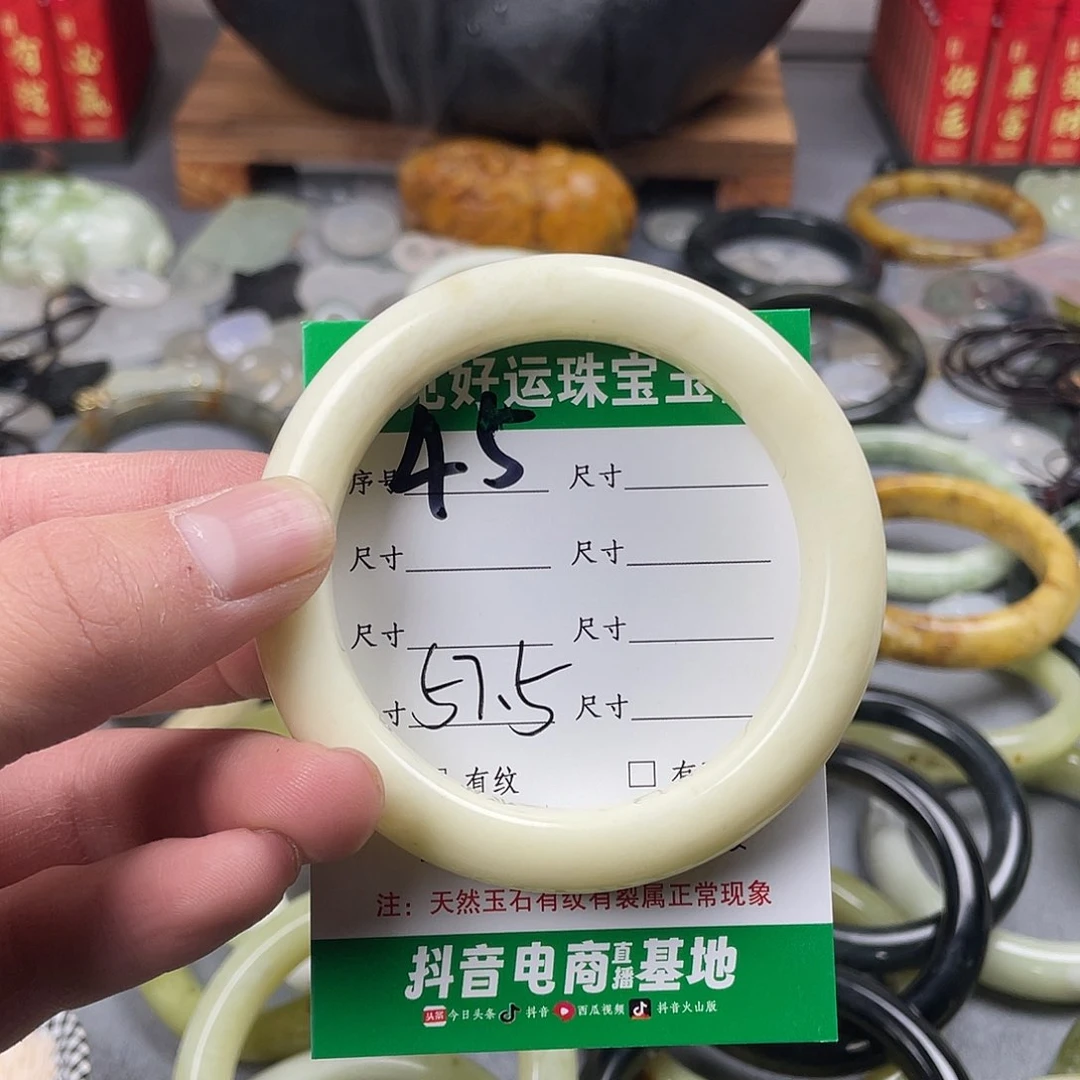 好运珠宝玉
序号 45 尺寸
尺寸 尺寸
尺寸 尺寸
寸 57.5 尺寸
有纹 □ 有
注：天然玉石有纹有裂属正常现象
抖音电商直播基地
头条 今日头条 抖音 西瓜视频 抖音火山版